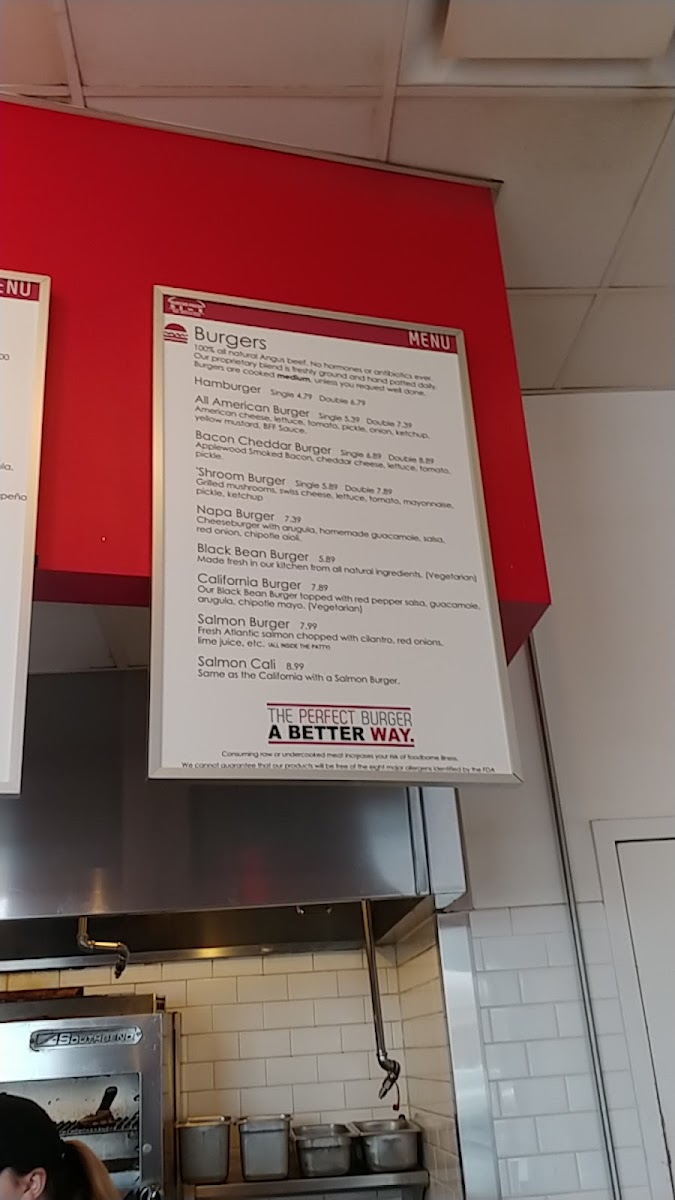 ENU
MENU
Burgers
100% all natural Angus beef. No hormones or antibiotics ever.
Our proprietary blend is freshly ground and hand patted daily.
Burgers are cooked medium, unless you request well done.
Hamburger Single 4.79 Double 6.79
All American Burger Single 5.39 Double 7.39
American cheese, lettuce, tomato, pickle, onion, ketchup,
yellow mustard, BFF Sauce.
Bacon Cheddar Burger Single 6.89 Double 8.89
Applewood Smoked Bacon, cheddar cheese, lettuce, tomato,
pickle.
'Shroom Burger Single 5.89 Double 7.89
Grilled mushrooms, swiss cheese, lettuce, tomato, mayonnaise,
pickle, ketchup
Napa Burger 7.39
Cheeseburger with arugula, homemade guacamole, salsa,
red onion, chipotle aioli.
Black Bean Burger 5.89
Made fresh in our kitchen from all natural ingredients. (Vegetarian)
California Burger 7.89
Our Black Bean Burger topped with red pepper salsa, guacamole,
arugula, chipotle mayo. (Vegetarian)
Salmon Burger 7.99
Fresh Atlantic salmon chopped with cilantro, red onions,
lime juice, etc. (ALL INSIDE THE PATTY!)
Salmon Cali 8.99
Same as the California with a Salmon Burger.
THE PERFECT BURGER
A BETTER WAY.
Consuming raw or undercooked meat increases your risk of foodborne illness.
We cannot guarantee that our products will be free of the eight major allergens identified by the FDA
SOUTHBEND